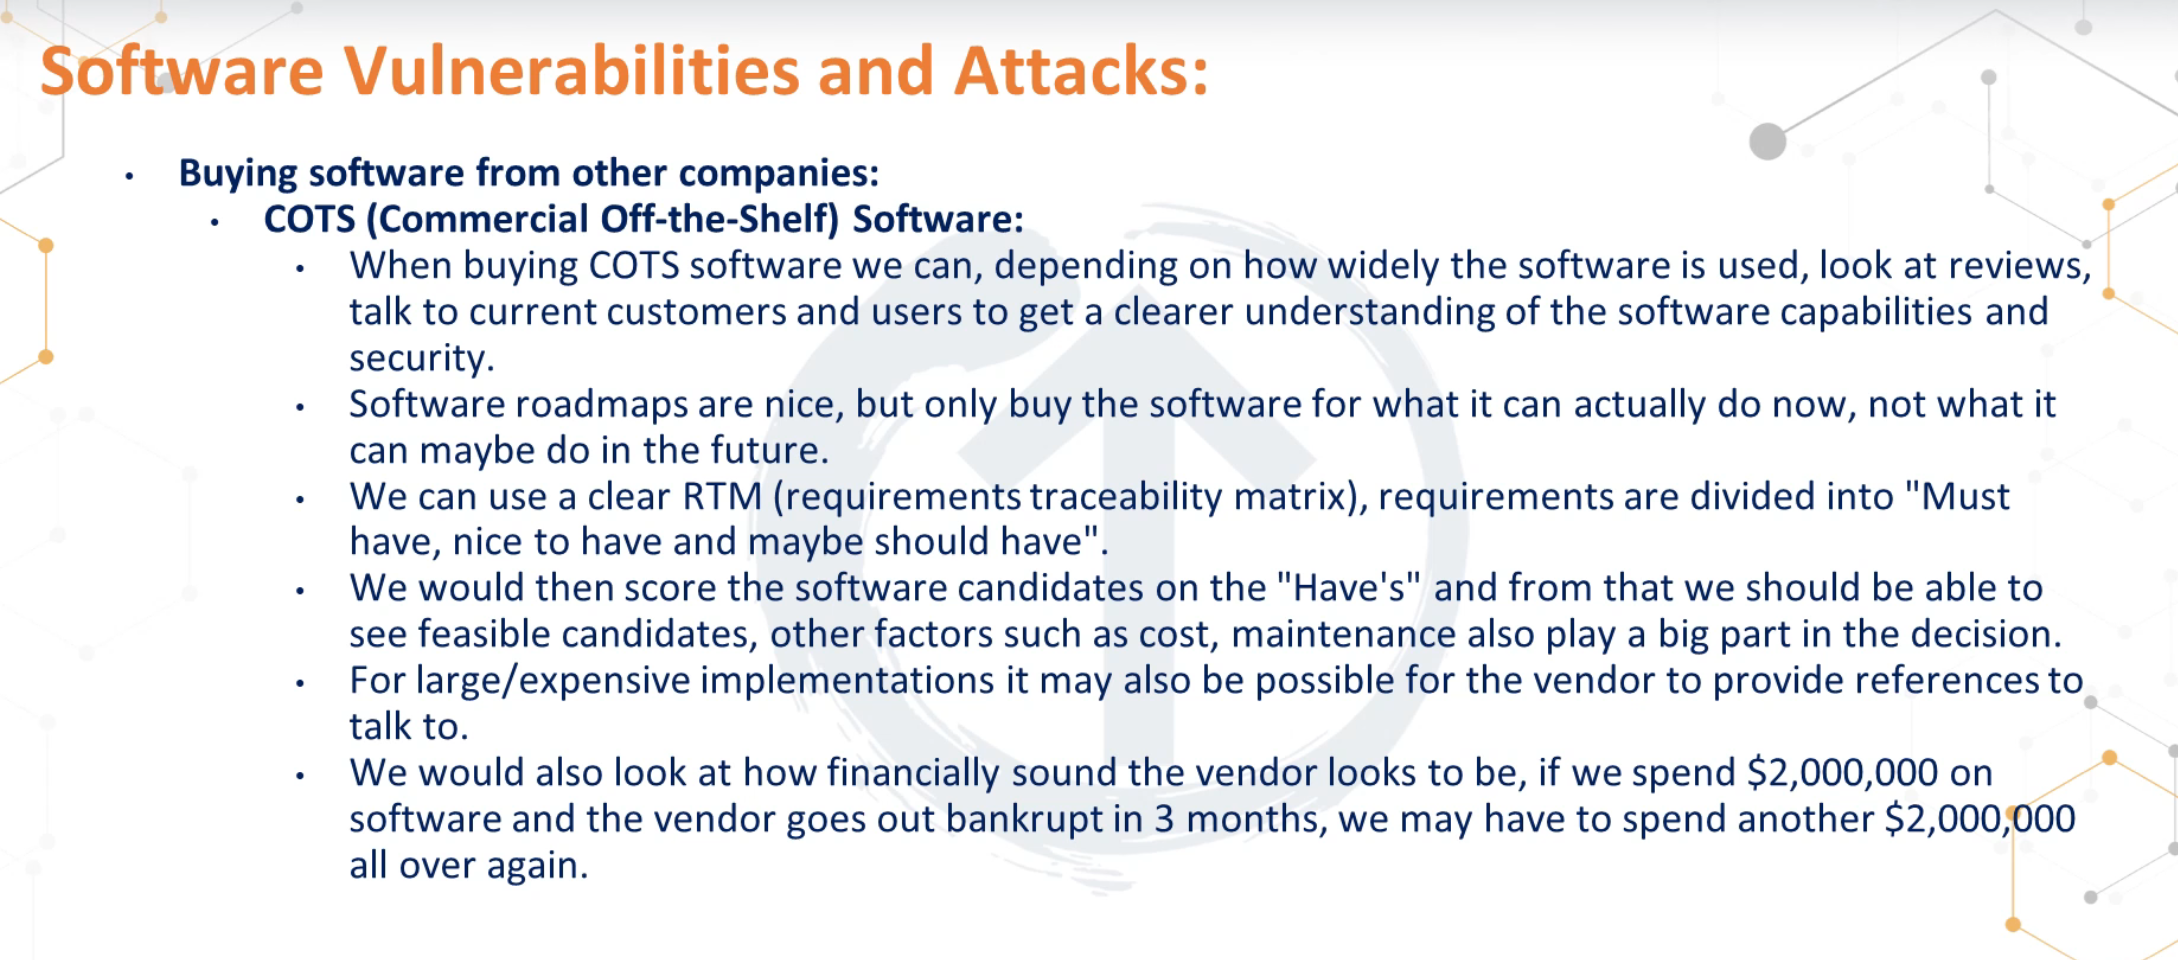 Software Vulnerabilities and Attacks:
• Buying software from other companies:
• COTS (Commercial Off-the-Shelf) Software:
• When buying COTS software we can, depending on how widely the software is used, look at reviews,
talk to current customers and users to get a clearer understanding of the software capabilities and
security.
• Software roadmaps are nice, but only buy the software for what it can actually do now, not what it
can maybe do in the future.
• We can use a clear RTM (requirements traceability matrix), requirements are divided into "Must
have, nice to have and maybe should have".
• We would then score the software candidates on the "Have's" and from that we should be able to
see feasible candidates, other factors such as cost, maintenance also play a big part in the decision.
• For large/expensive implementations it may also be possible for the vendor to provide references to
talk to.
• We would also look at how financially sound the vendor looks to be, if we spend $2,000,000 on
software and the vendor goes out bankrupt in 3 months, we may have to spend another $2,000,000
all over again.